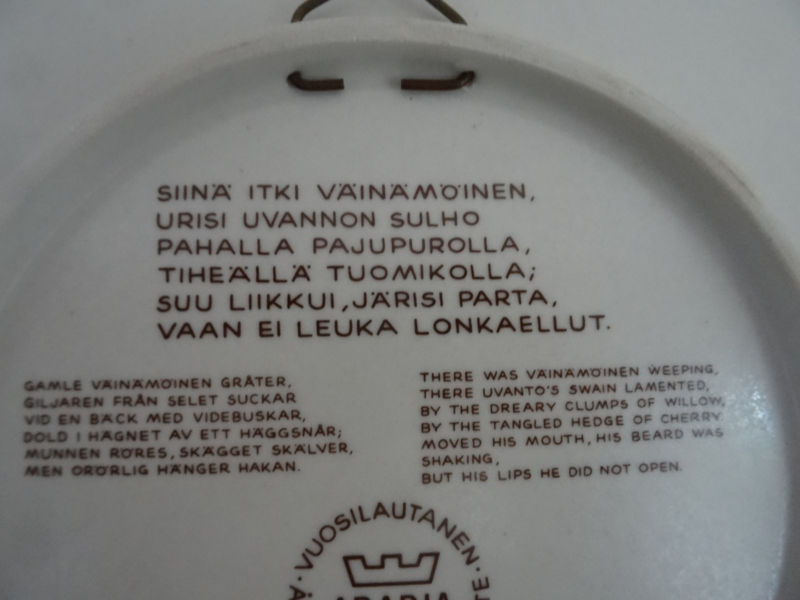 SIINÄ ITKI VÄINÄMÖINEN,
URISI UVANNON SULHO
PAHALLA PAJUPUROLLA,
TIHEÄLLÄ TUOMIKOLLA;
SUU LIIKKUI, JÄRISI PARTA,
VAAN EI LEUKA LONKAELLUT.
GAMLE VÄINÄMÖINEN GRÅTER,
GILJAREN FRÅN SELET SUCKAR
VID EN BÄCK MED VIDEBUSKAR,
DOLD I HÄGNET AV ETT HÄGGSNÅR;
MUNNEN RÖRES, SKÄGGET SKÄLVER,
MEN ORÖRLIG HÄNGER HAKAN.
THERE WAS VÄINÄMÖINEN WEEPING,
THERE UVANTO'S SWAIN LAMENTED,
BY THE DREARY CLUMPS OF WILLOW,
BY THE TANGLED HEDGE OF CHERRY
MOVED HIS MOUTH, HIS BEARD WAS
SHAKING,
BUT HIS LIPS HE DID NOT OPEN.
VUOSILAUTANEN
ARABIA